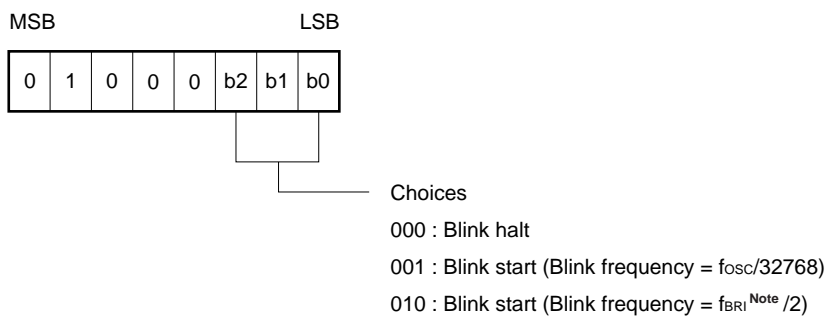 MSB LSB
0 1 0 0 0 b2 b1 b0
Choices
000 : Blink halt
001 : Blink start (Blink frequency = fOSC/32768)
010 : Blink start (Blink frequency = fBRI Note /2)